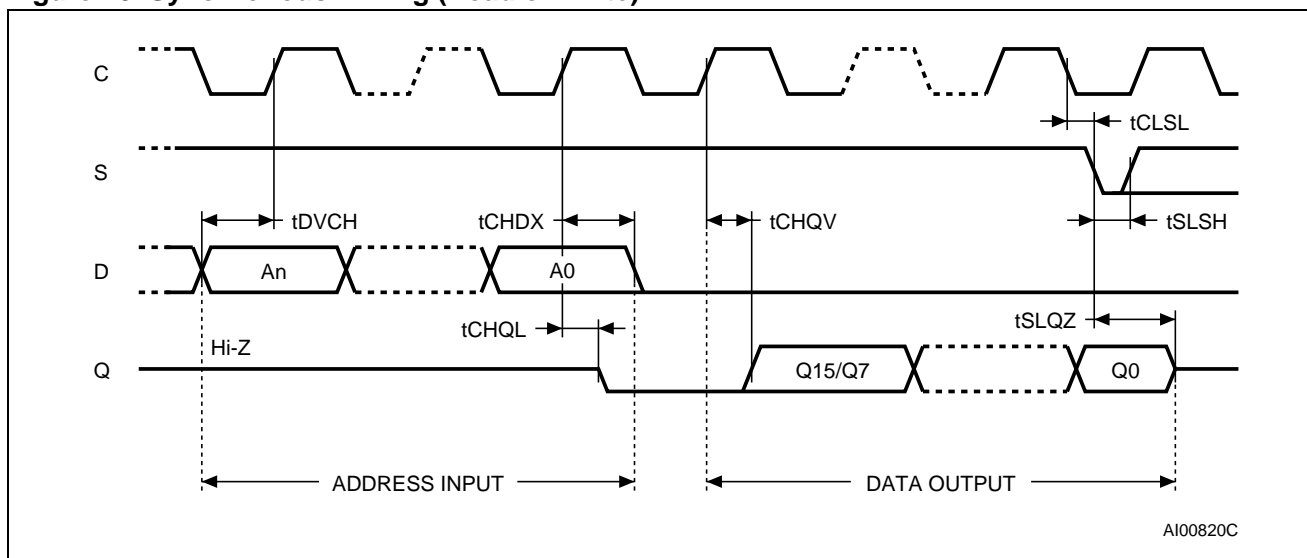 C
tCLSL
S
tDVCH
tCHDX
tCHQV
tSLSH
D
An
A0
tCHQL
tSLQZ
Hi-Z
Q
Q15/Q7
Q0
ADDRESS INPUT
DATA OUTPUT
AI00820C